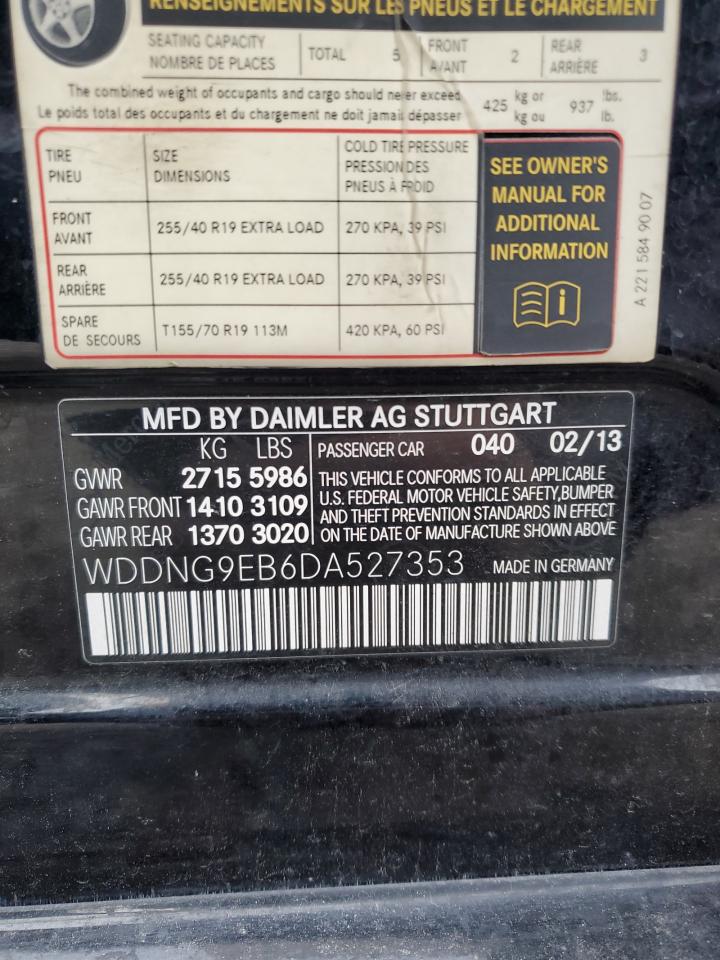 RENSEIGNEMENTS SUR LES PNEUS ET LE CHARGEMENT
SEATING CAPACITY
NOMBRE DE PLACES
TOTAL 5
FRONT
AVANT
2
REAR
ARRIÈRE
3
The combined weight of occupants and cargo should never exceed
Le poids total des occupants et du chargement ne doit jamais dépasser
425 kg or
kg ou
937 lbs.
lb.
TIRE
PNEU
SIZE
DIMENSIONS
COLD TIRE PRESSURE
PRESSION DES
PNEUS À FROID
FRONT
AVANT
255/40 R19 EXTRA LOAD
270 KPA, 39 PSI
REAR
ARRIÈRE
255/40 R19 EXTRA LOAD
270 KPA, 39 PSI
SPARE
DE SECOURS
T155/70 R19 113M
420 KPA, 60 PSI
SEE OWNER'S
MANUAL FOR
ADDITIONAL
INFORMATION
i
A 221 584 90 07
MFD BY DAIMLER AG STUTTGART
KG LBS
GVWR 2715 5986
GAWR FRONT 1410 3109
GAWR REAR 1370 3020
PASSENGER CAR 040 02/13
THIS VEHICLE CONFORMS TO ALL APPLICABLE
U.S. FEDERAL MOTOR VEHICLE SAFETY,BUMPER
AND THEFT PREVENTION STANDARDS IN EFFECT
ON THE DATE OF MANUFACTURE SHOWN ABOVE
WDDNG9EB6DA527353
MADE IN GERMANY